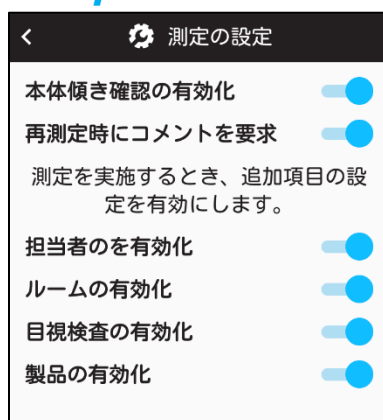 測定の設定
本体傾き確認の有効化
再測定時にコメントを要求
測定を実施するとき、追加項目の設
定を有効にします。
担当者のを有効化
ルームの有効化
目視検査の有効化
製品の有効化